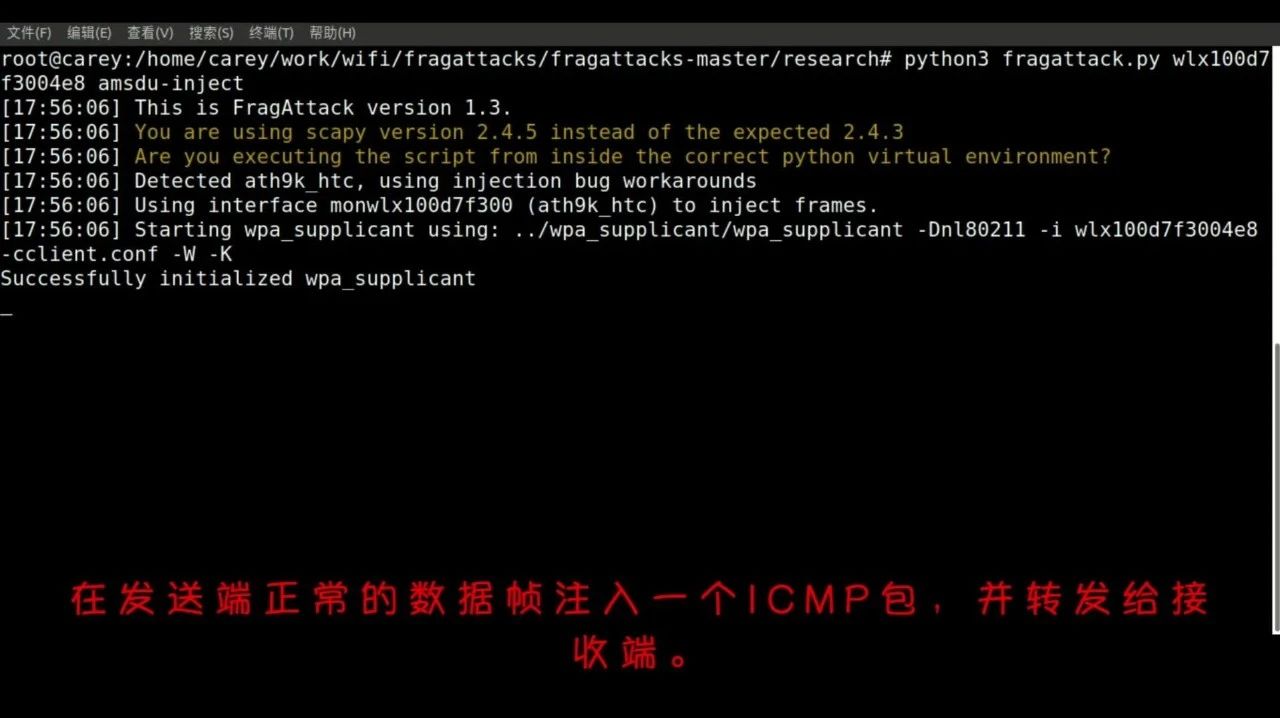 文件(F) 编辑(E) 查看(V) 搜索(S) 终端(T) 帮助(H)
root@carey:/home/carey/work/wifi/fragattacks/fragattacks-master/research# python3 fragattack.py wlx100d7
f3004e8 amsdu-inject
[17:56:06] This is FragAttack version 1.3.
[17:56:06] You are using scapy version 2.4.5 instead of the expected 2.4.3
[17:56:06] Are you executing the script from inside the correct python virtual environment?
[17:56:06] Detected ath9k_htc, using injection bug workarounds
[17:56:06] Using interface monwlx100d7f300 (ath9k_htc) to inject frames.
[17:56:06] Starting wpa_supplicant using: ../wpa_supplicant/wpa_supplicant -Dnl80211 -i wlx100d7f3004e8
-cclient.conf -W -K
Successfully initialized wpa_supplicant
在发送端正常的数据帧注入一个ICMP包，并转发给接
收端。